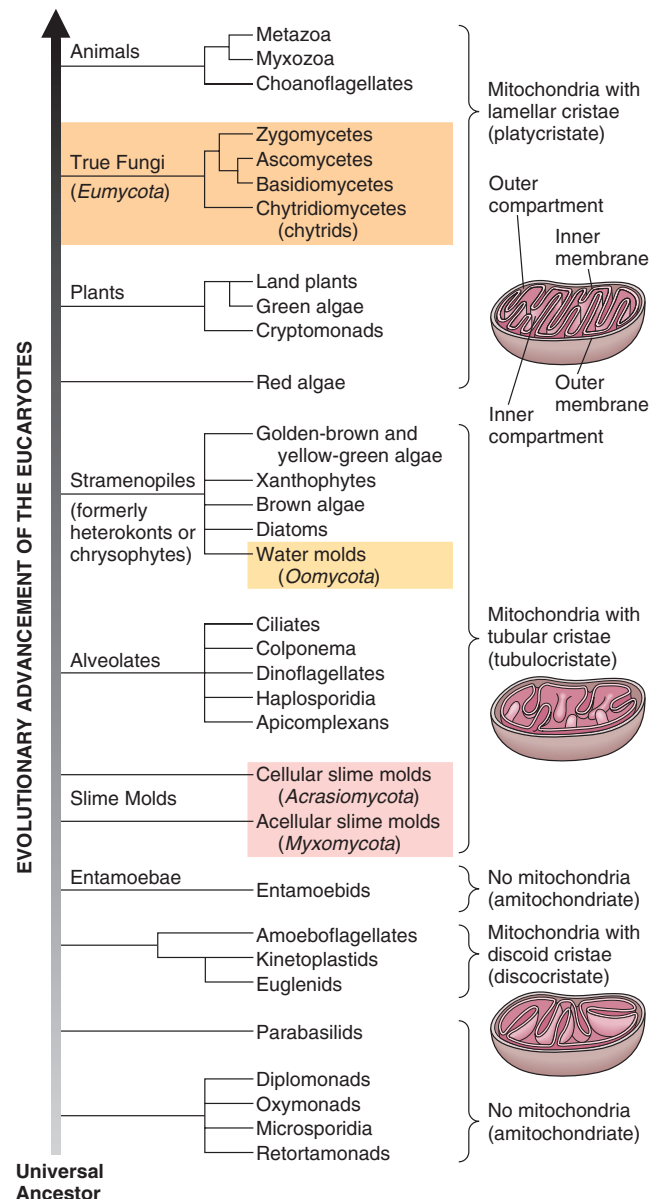 EVOLUTIONARY ADVANCEMENT OF THE EUCARYOTES
Animals
Metazoa
Myxozoa
Choanoflagellates
Mitochondria with
lamellar cristae
(platycristate)
True Fungi
(Eumycota)
Zygomycetes
Ascomycetes
Basidiomycetes
Chytridiomycetes
(chytrids)
Outer
compartment
Inner
membrane
Plants
Land plants
Green algae
Cryptomonads
Red algae
Outer
membrane
Inner
compartment
Stramenopiles
(formerly
heterokonts or
chrysophytes)
Golden-brown and
yellow-green algae
Xanthophytes
Brown algae
Diatoms
Water molds
(Oomycota)
Mitochondria with
tubular cristae
(tubulocristate)
Alveolates
Ciliates
Colponema
Dinoflagellates
Haplosporidia
Apicomplexans
Slime Molds
Cellular slime molds
(Acrasiomycota)
Acellular slime molds
(Myxomycota)
Entamoebae
Entamoebids
No mitochondria
(amitochondriate)
Amoeboflagellates
Kinetoplastids
Euglenids
Mitochondria with
discoid cristae
(discocristate)
Parabasilids
Diplomonads
Oxymonads
Microsporidia
Retortamonads
No mitochondria
(amitochondriate)
Universal
Ancestor